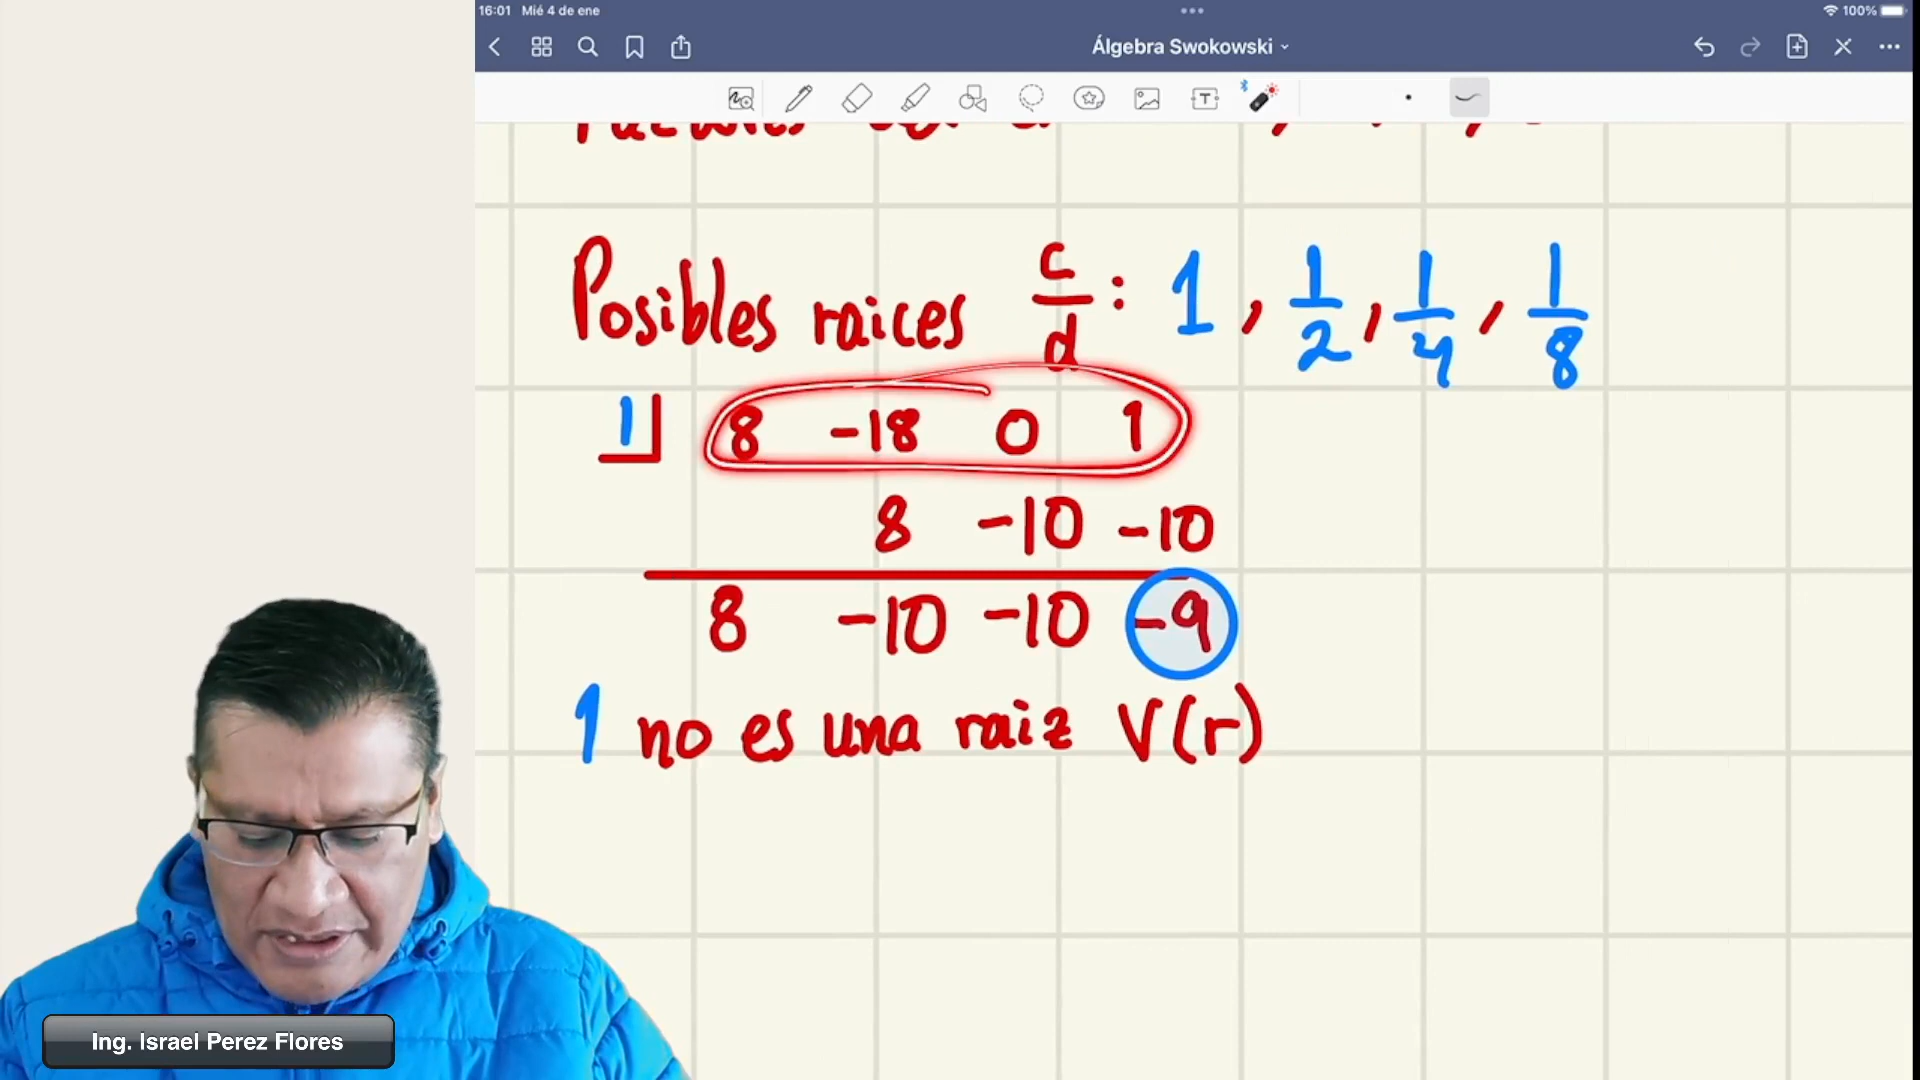 16:01 Mié 4 de ene
100%
Álgebra Swokowski
Posibles raices c/d : 1 , 1/2 , 1/4 , 1/8
1 8 -18 0 1
8 -10 -10
8 -10 -10 -9
1 no es una raiz V(r)
Ing. Israel Perez Flores